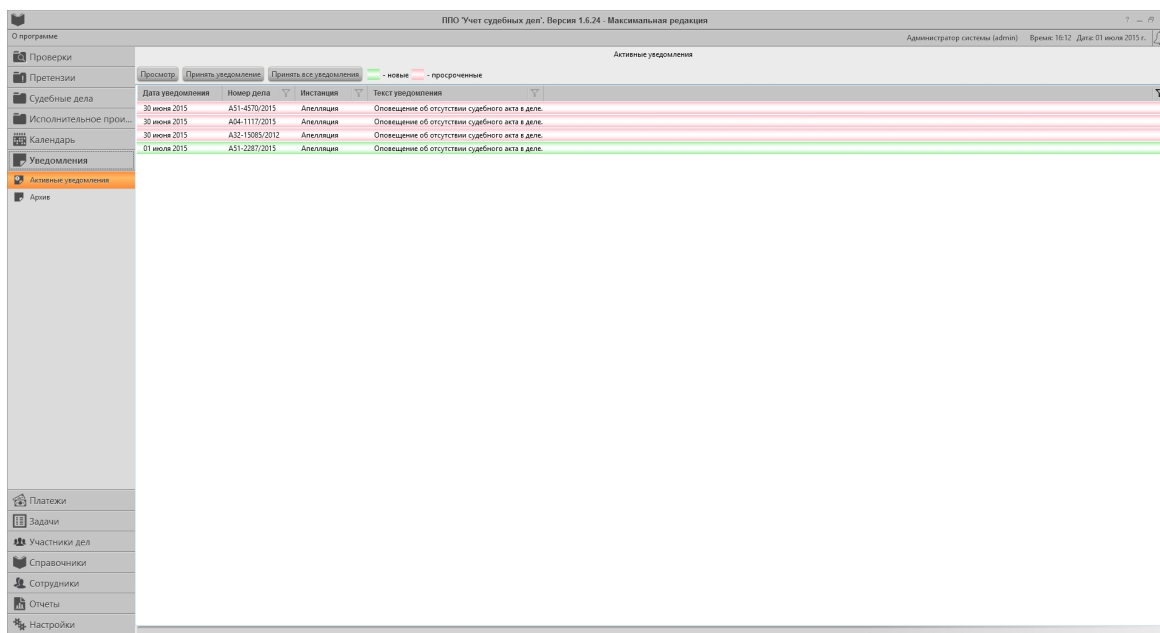 ППО 'Учет судебных дел'. Версия 1.6.24 - Максимальная редакция
?
О программе
Администратор системы (admin) Время: 16:12 Дата: 01 июля 2015 г.
Проверки
Претензии
Судебные дела
Исполнительное прои...
Календарь
Уведомления
Активные уведомления
Архив
Платежи
Задачи
Участники дел
Справочники
Сотрудники
Отчеты
Настройки
Активные уведомления
Просмотр Принять уведомление Принять все уведомления - новые - просроченные
Дата уведомления Номер дела Инстанция Текст уведомления
30 июня 2015 А51-4570/2015 Апелляция Оповещение об отсутствии судебного акта в деле.
30 июня 2015 А04-1117/2015 Апелляция Оповещение об отсутствии судебного акта в деле.
30 июня 2015 А32-15085/2012 Апелляция Оповещение об отсутствии судебного акта в деле.
01 июля 2015 А51-2287/2015 Апелляция Оповещение об отсутствии судебного акта в деле.